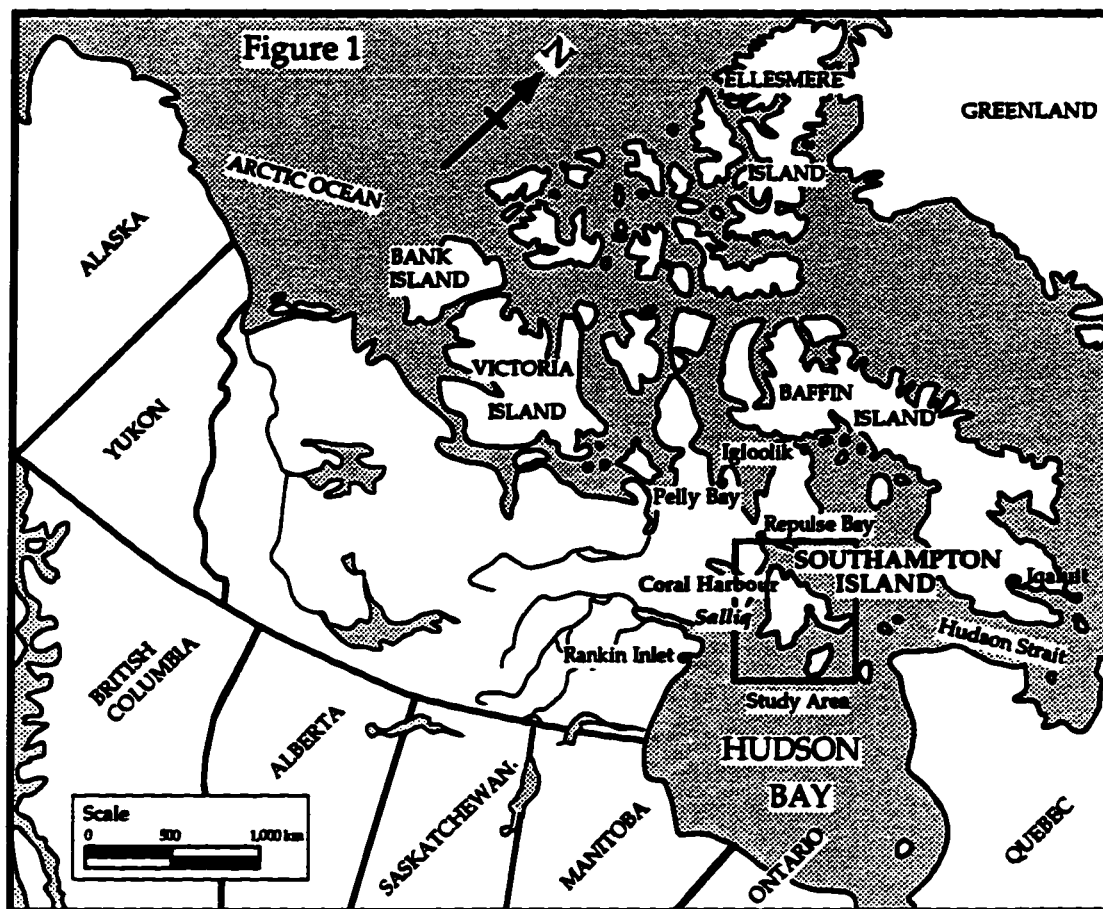 Figure 1
N
ELLESMERE
ISLAND
GREENLAND
ARCTIC OCEAN
ALASKA
BANK
ISLAND
VICTORIA
ISLAND
BAFFIN
ISLAND
YUKON
Igloolik
Pelly Bay
Repulse Bay
SOUTHAMPTON
ISLAND
Coral Harbour
Salliq
Iqaluit
Hudson Strait
Rankin Inlet
Study Area
BRITISH
COLUMBIA
ALBERTA
SASKATCHEWAN.
MANITOBA
ONTARIO
HUDSON
BAY
QUEBEC
Scale
0 500 1,000 km